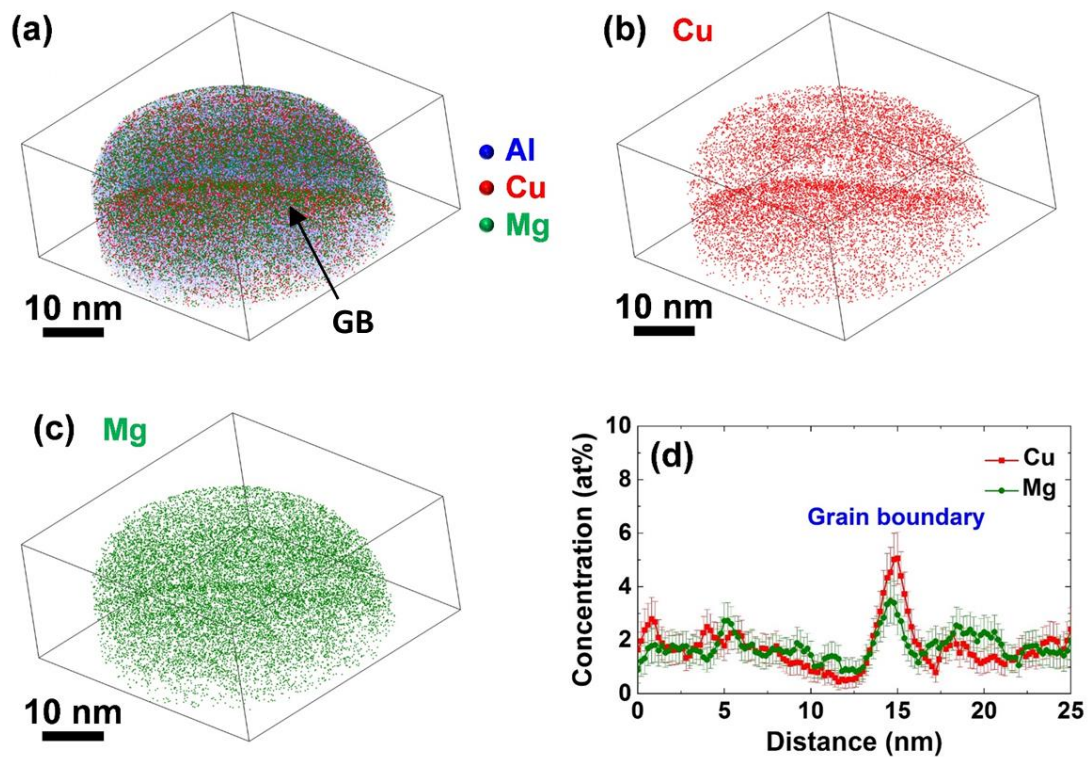 (a)
Al
Cu
Mg
GB
10 nm
(b) Cu
10 nm
(c) Mg
10 nm
(d)
Cu
Mg
Grain boundary
Concentration (at%)
10
8
6
4
2
0
0 5 10 15 20 25
Distance (nm)